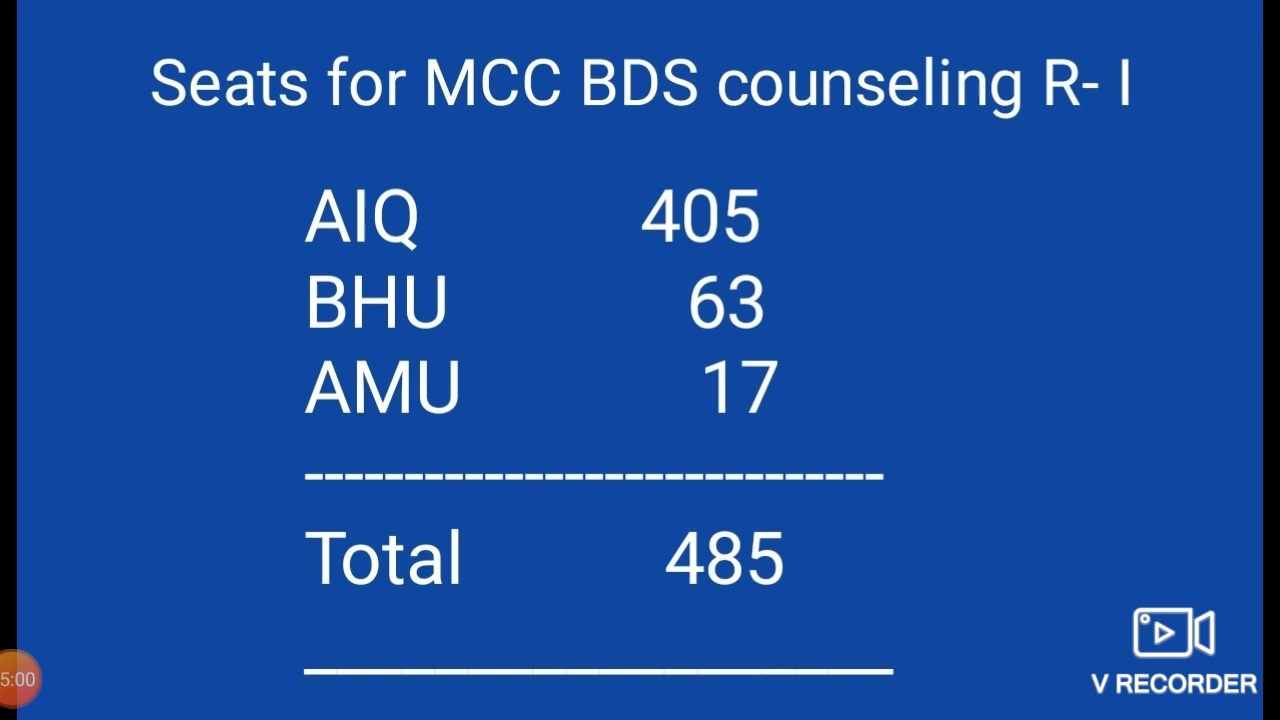 Seats for MCC BDS counseling R- I
AIQ 405
BHU 63
AMU 17
-----------------------------
Total 485
5:00
V RECORDER